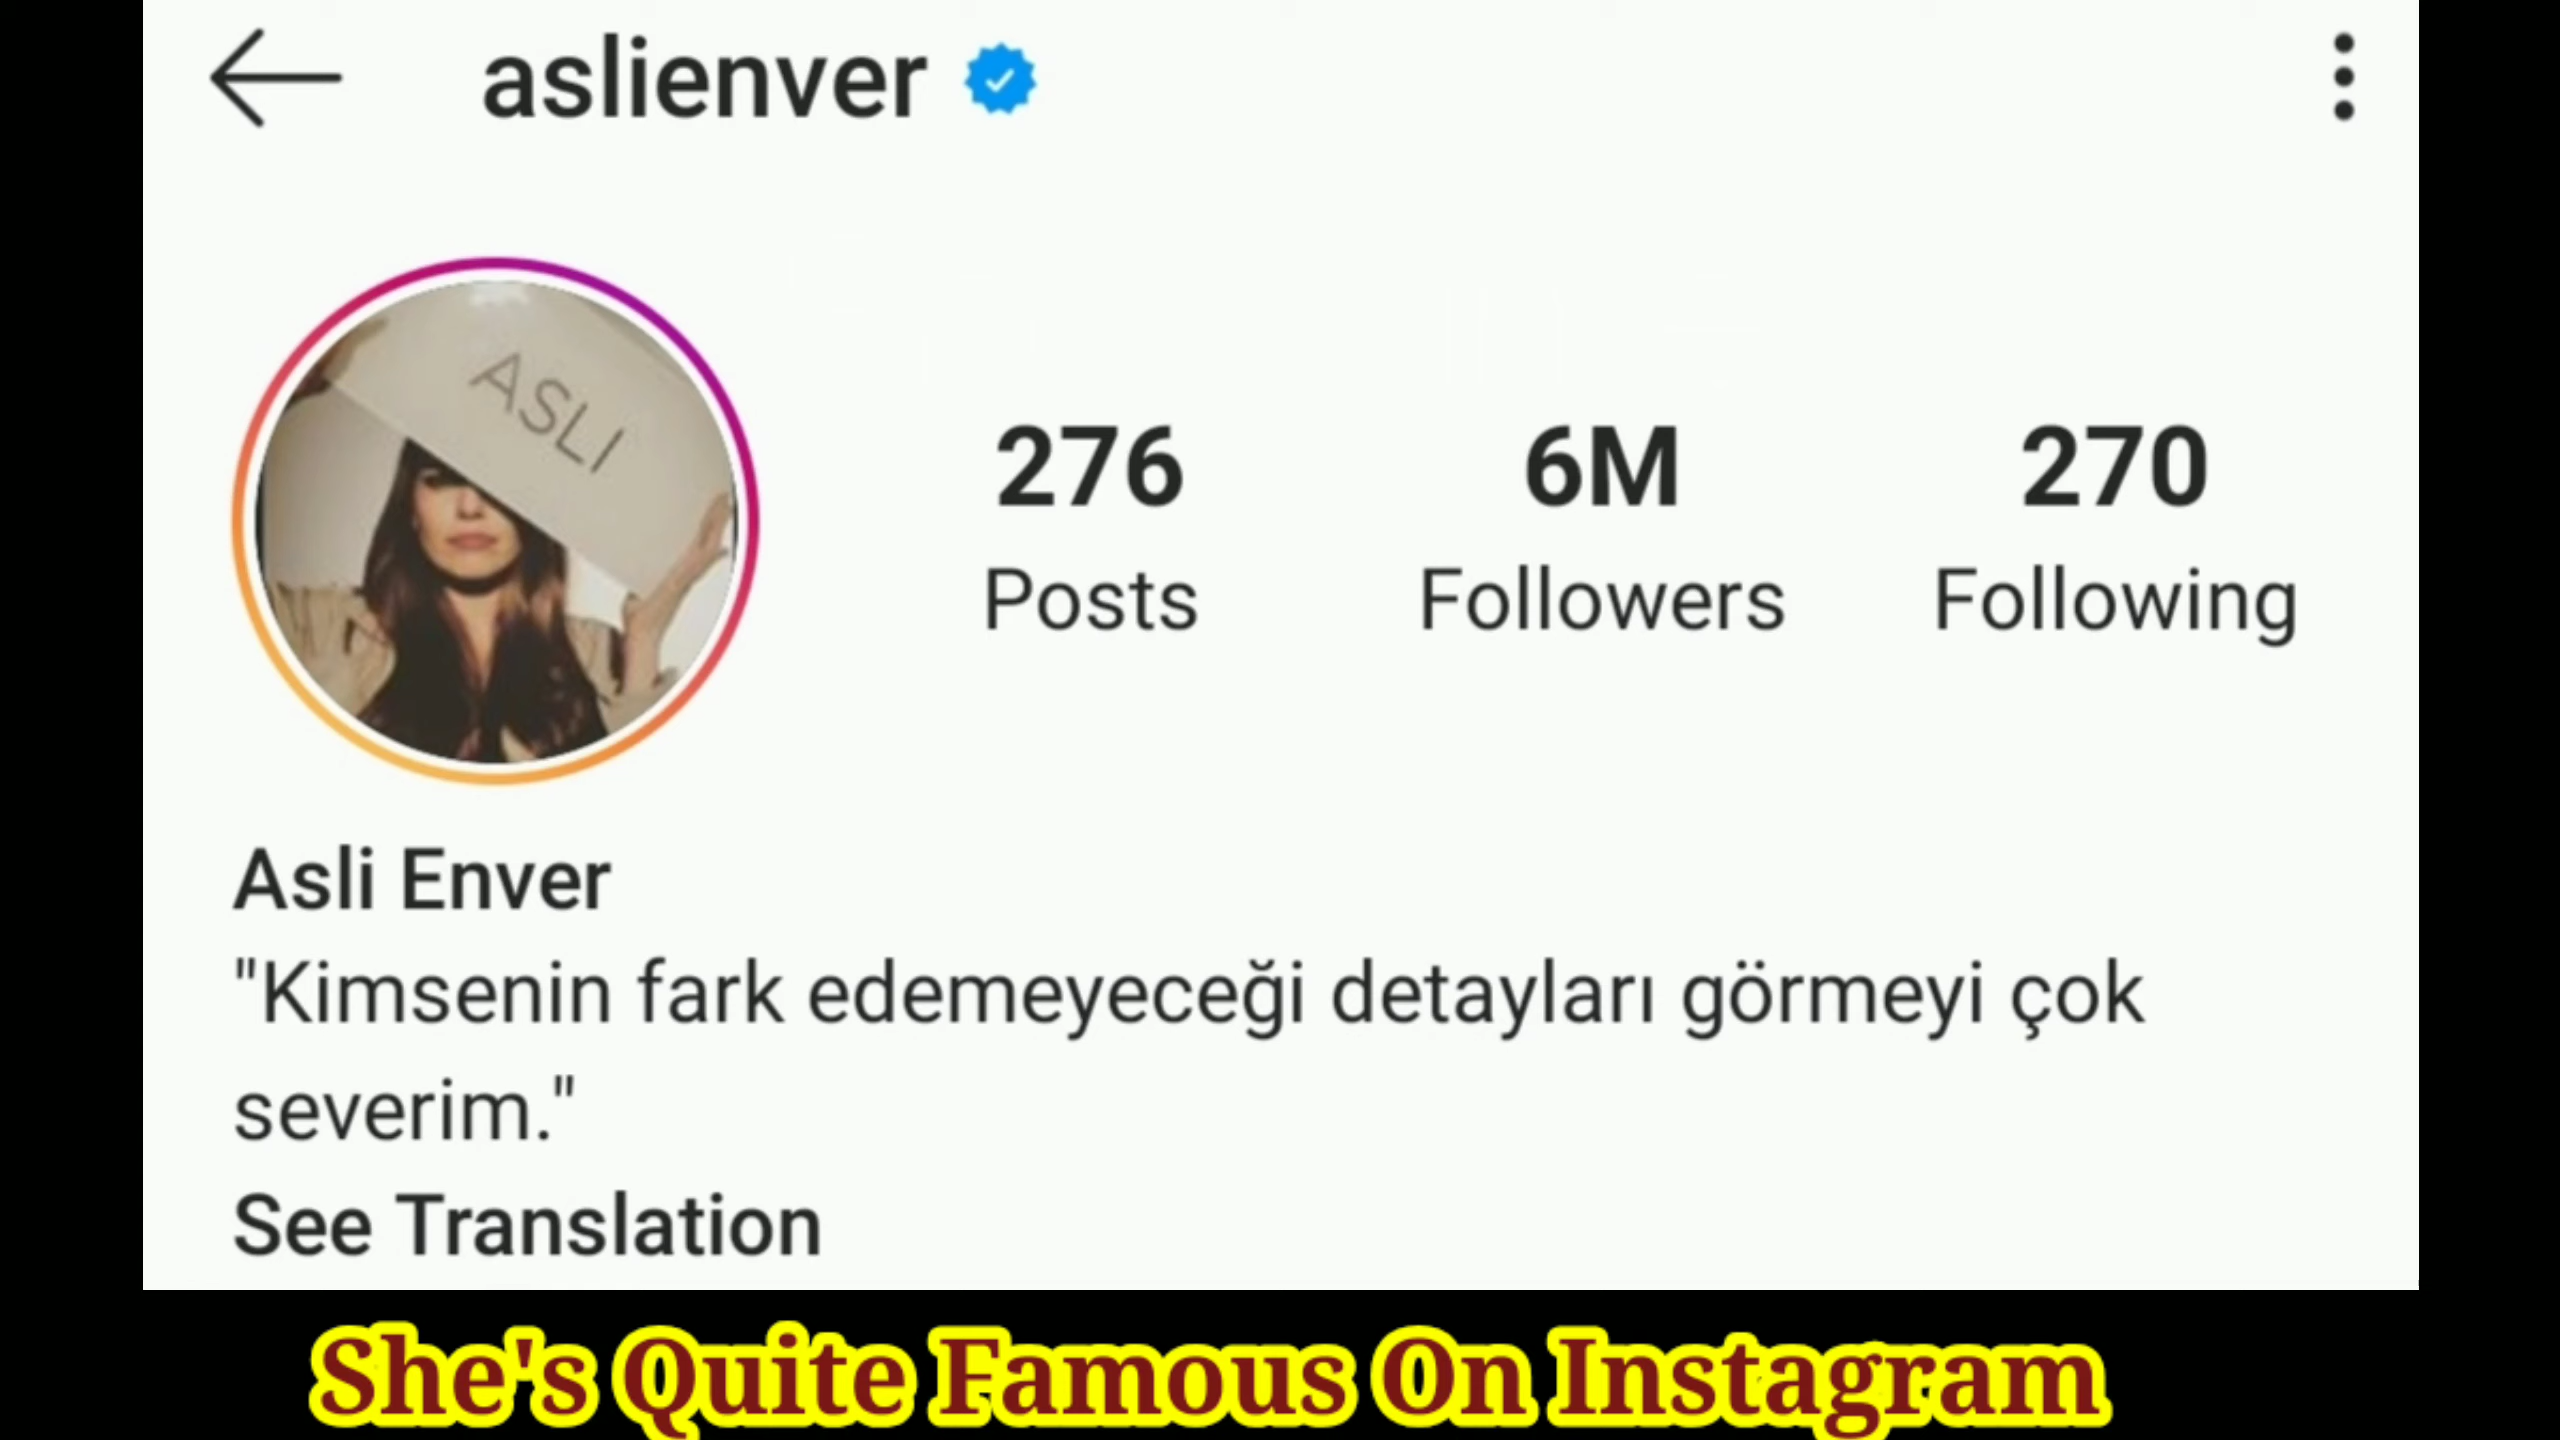 aslienver
ASLI
276 6M 270
Posts Followers Following
Asli Enver
"Kimsenin fark edemeyeceği detayları görmeyi çok
severim."
See Translation
She's Quite Famous On Instagram